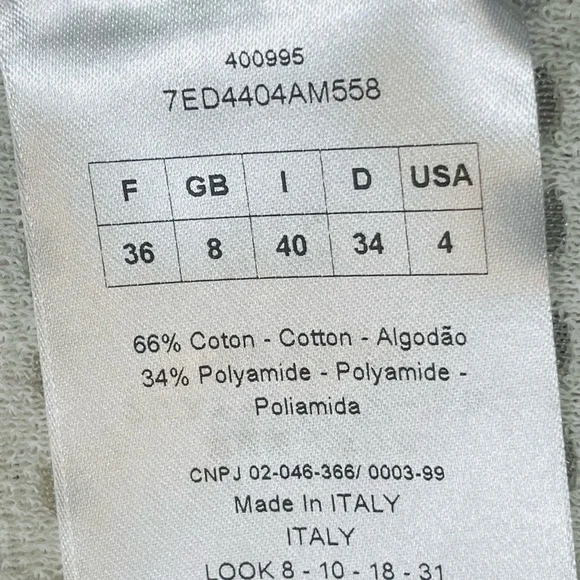 400995
7ED4404AM558
F GB I D USA
36 8 40 34 4
66% Coton - Cotton - Algodão
34% Polyamide - Polyamide -
Poliamida
CNPJ 02-046-366/ 0003-99
Made In ITALY
ITALY
LOOK 8 - 10 - 18 - 31